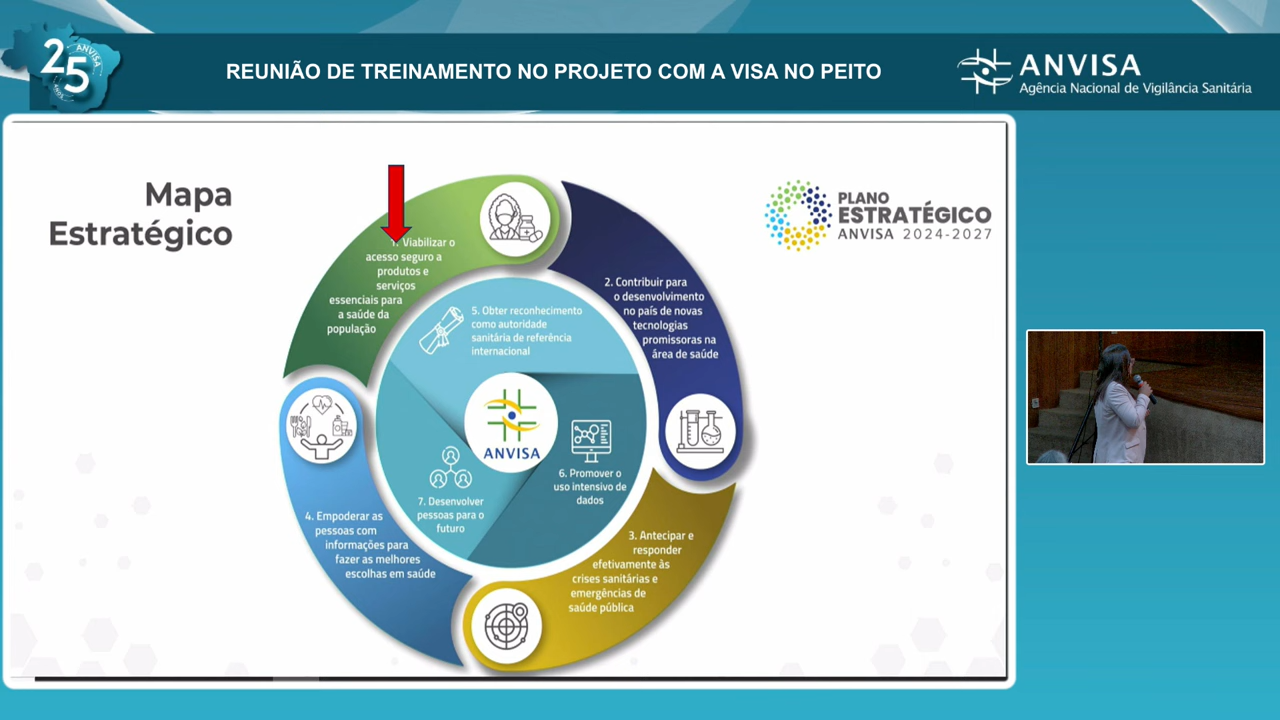 25
ANVISA
anos
REUNIÃO DE TREINAMENTO NO PROJETO COM A VISA NO PEITO
ANVISA
Agência Nacional de Vigilância Sanitária
Mapa
Estratégico
PLANO
ESTRATÉGICO
ANVISA 2024-2027
1. Viabilizar o
acesso seguro a
produtos e
serviços
essenciais para
a saúde da
população
2. Contribuir para
o desenvolvimento
no país de novas
tecnologias
promissoras na
área de saúde
5. Obter reconhecimento
como autoridade
sanitária de referência
internacional
ANVISA
6. Promover o
uso intensivo de
dados
7. Desenvolver
pessoas para o
futuro
4. Empoderar as
pessoas com
informações para
fazer as melhores
escolhas em saúde
3. Antecipar e
responder
efetivamente às
crises sanitárias e
emergências de
saúde pública